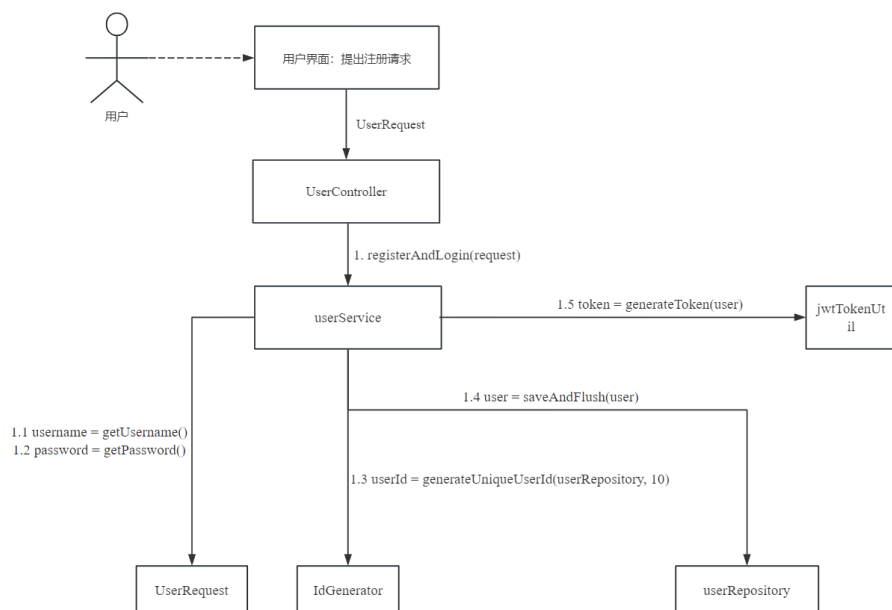 用户界面：提出注册请求
用户
UserRequest
UserController
1. registerAndLogin(request)
userService
1.5 token = generateToken(user)
jwtTokenUt
il
1.4 user = saveAndFlush(user)
1.1 username = getUsername()
1.2 password = getPassword()
1.3 userId = generateUniqueUserId(userRepository, 10)
UserRequest
IdGenerator
userRepository